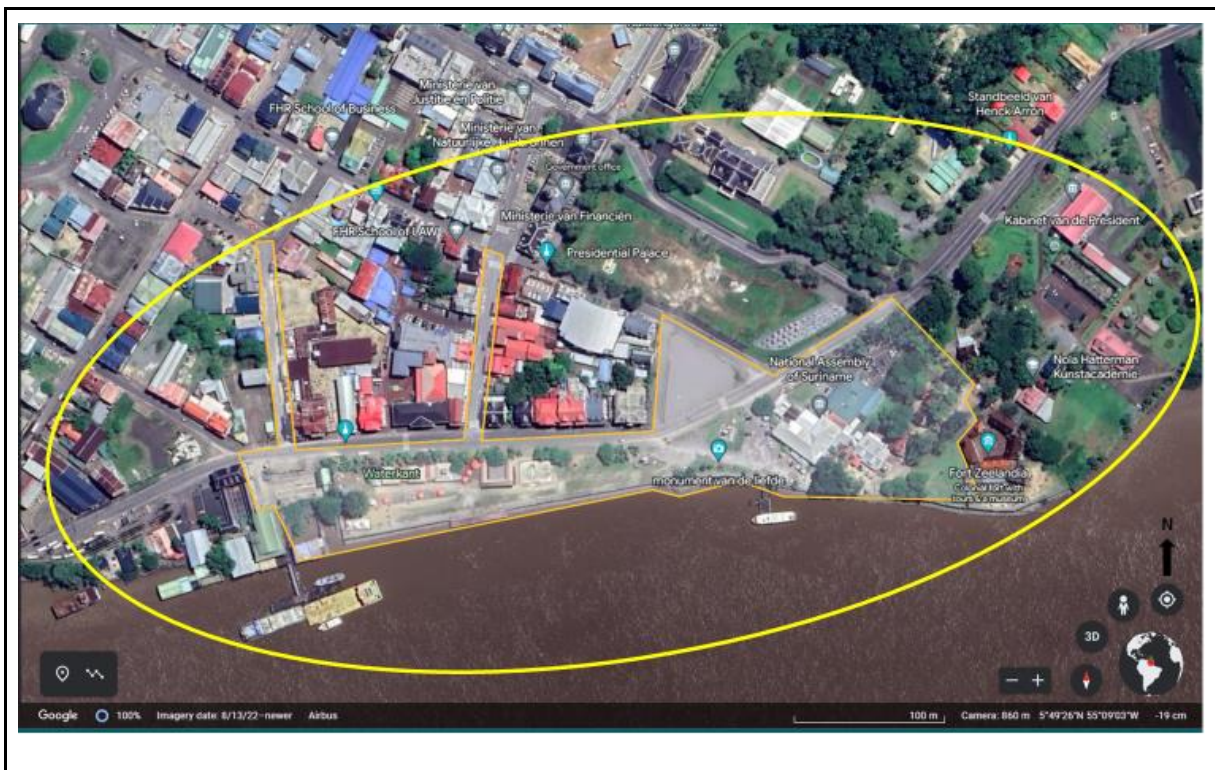 Ministerie van
Justitie en Politie
FHR School of Business
Ministerie van
Natuurlijke Hulpbronnen
Standbeeld van
Henck Arron
Government office
Ministerie van Financiën
FHR School of LAW
Presidential Palace
Kabinet van de President
National Assembly
of Suriname
Nola Hatterman
Kunstacademie
Waterkant
monument van de liefde
Fort Zeelandia
Colonial fort with
tours & a museum
N
3D
Google
100%
Imagery date: 8/13/22–newer
Airbus
100 m
Camera: 860 m
5°49'26"N 55°09'03"W
-19 cm